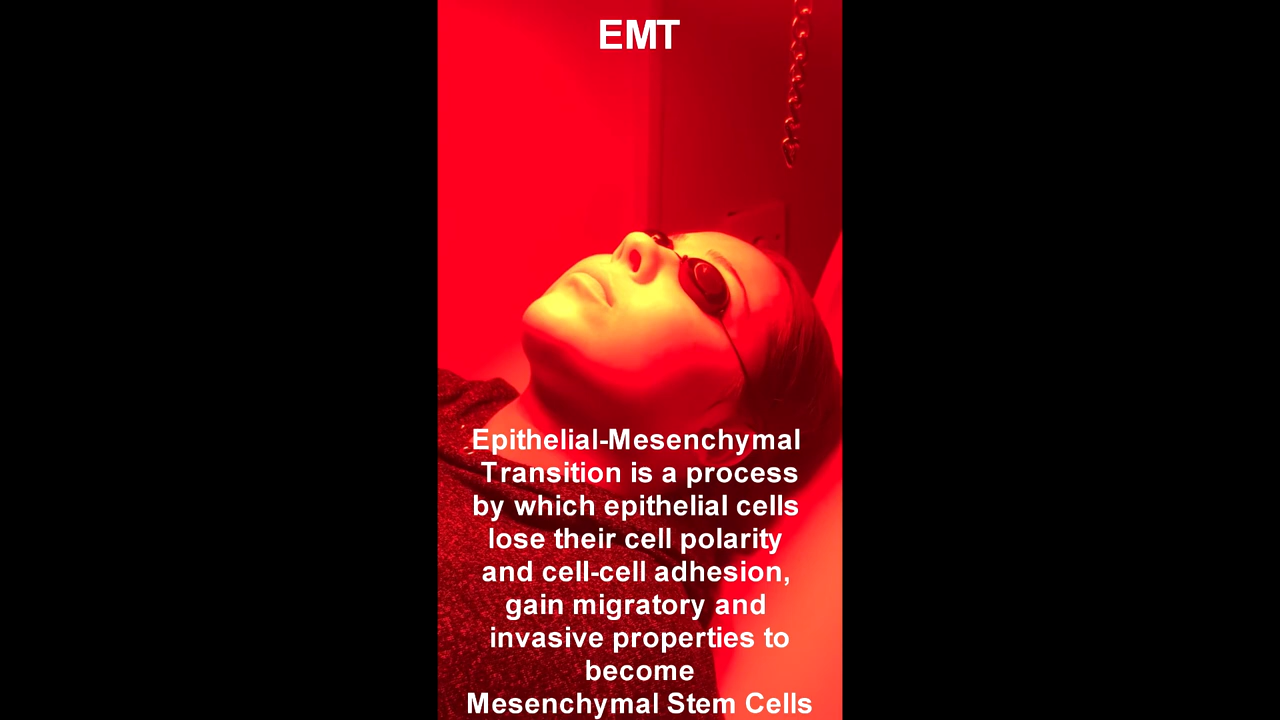 EMT
Epithelial-Mesenchymal
Transition is a process
by which epithelial cells
lose their cell polarity
and cell-cell adhesion,
gain migratory and
invasive properties to
become
Mesenchymal Stem Cells